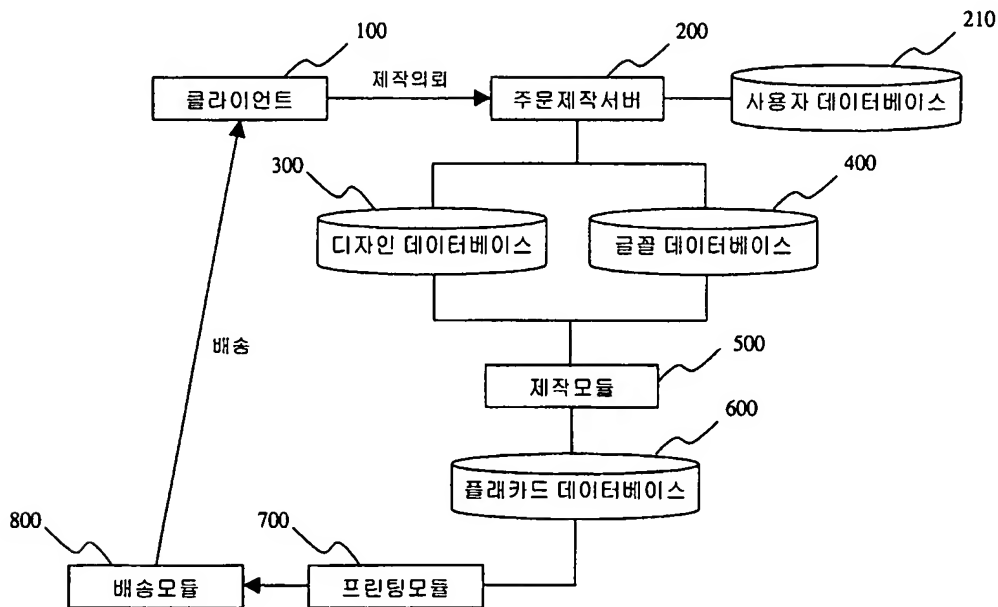 100
200
210
클라이언트
제작의뢰
주문제작서버
사용자 데이터베이스
300
400
디자인 데이터베이스
글꼴 데이터베이스
배송
500
제작모듈
600
플래카드 데이터베이스
800
700
배송모듈
프린팅모듈